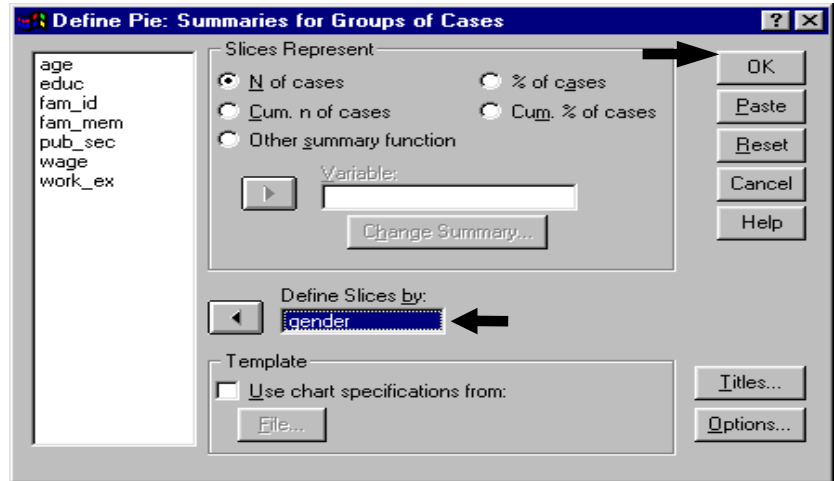 Define Pie: Summaries for Groups of Cases
age
educ
fam_id
fam_mem
pub_sec
wage
work_ex
Slices Represent
N of cases
% of cases
Cum. n of cases
Cum. % of cases
Other summary function
Variable:
Change Summary...
Define Slices by:
gender
Template
Use chart specifications from:
File...
OK
Paste
Reset
Cancel
Help
Titles...
Options...